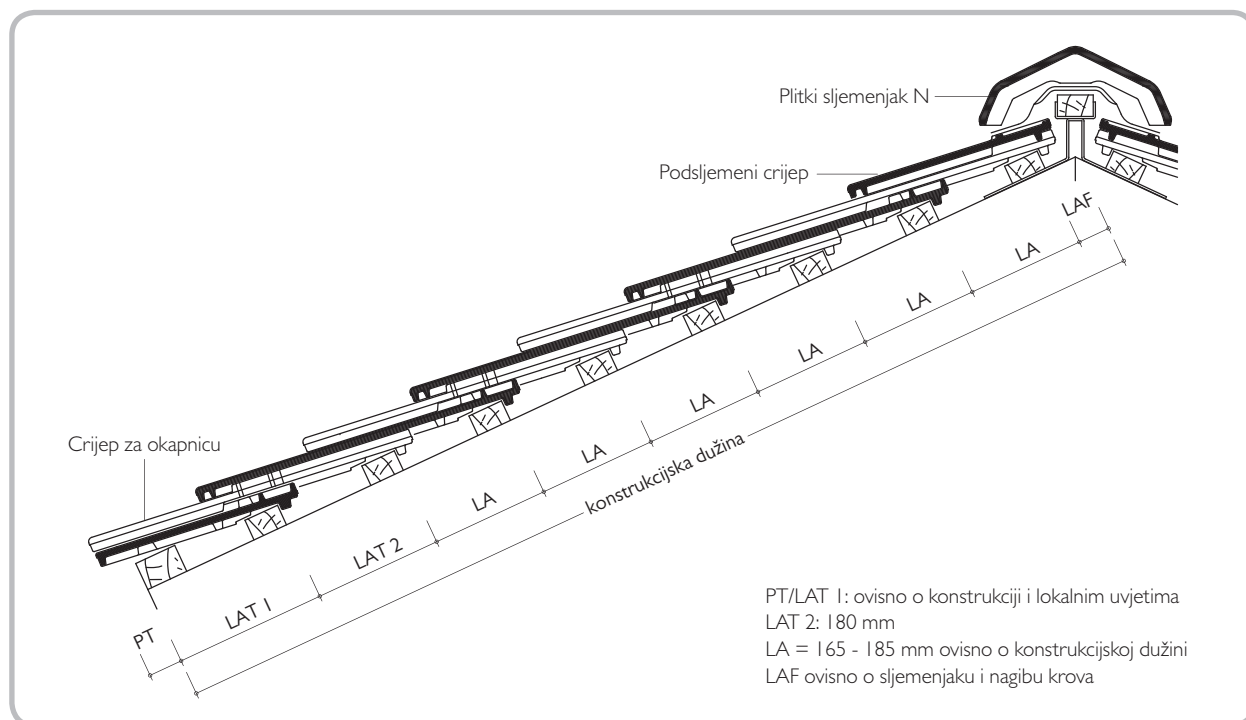 Plitki sljemenjak N
Podsljemeni crijep
Crijep za okapnicu
PT
LAT 1
LAT 2
LA
LA
LA
LA
LA
LA
LAF
konstrukcijska dužina
PT/LAT 1: ovisno o konstrukciji i lokalnim uvjetima
LAT 2: 180 mm
LA = 165 - 185 mm ovisno o konstrukcijskoj dužini
LAF ovisno o sljemenjaku i nagibu krova